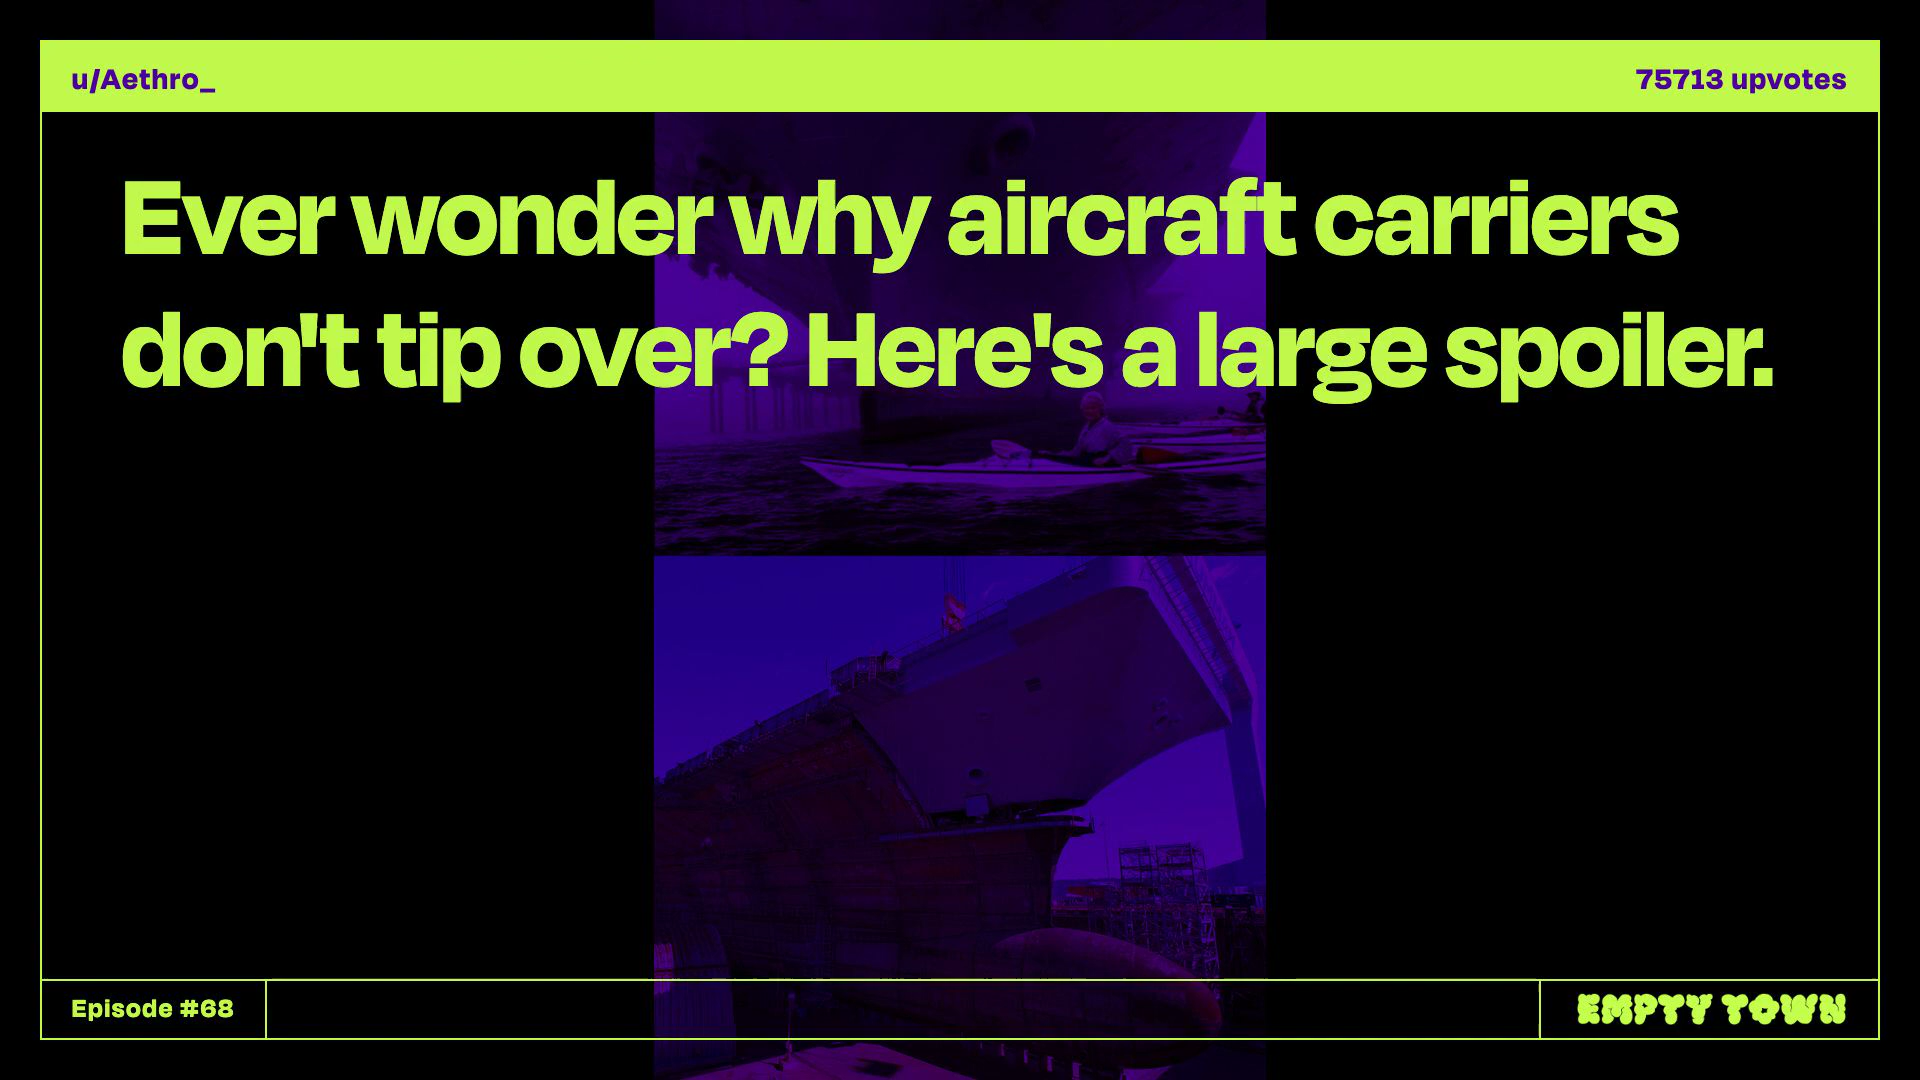 u/Aethro_
75713 upvotes
Ever wonder why aircraft carriers
don't tip over? Here's a large spoiler.
Episode #68
EMPTY TOWN